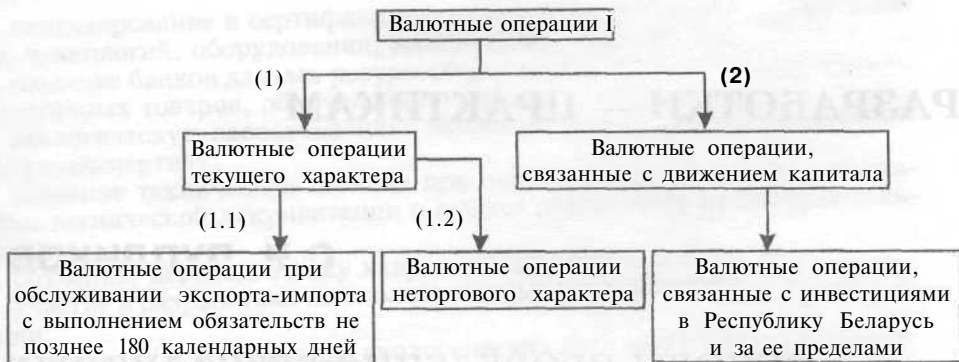 Валютные операции I
(1)
(2)
Валютные операции
текущего характера
Валютные операции,
связанные с движением капитала
(1.1)
(1.2)
Валютные операции при
обслуживании экспорта-импорта
с выполнением обязательств не
позднее 180 календарных дней
Валютные операции
неторгового характера
Валютные операции,
связанные с инвестициями
в Республику Беларусь
и за ее пределами